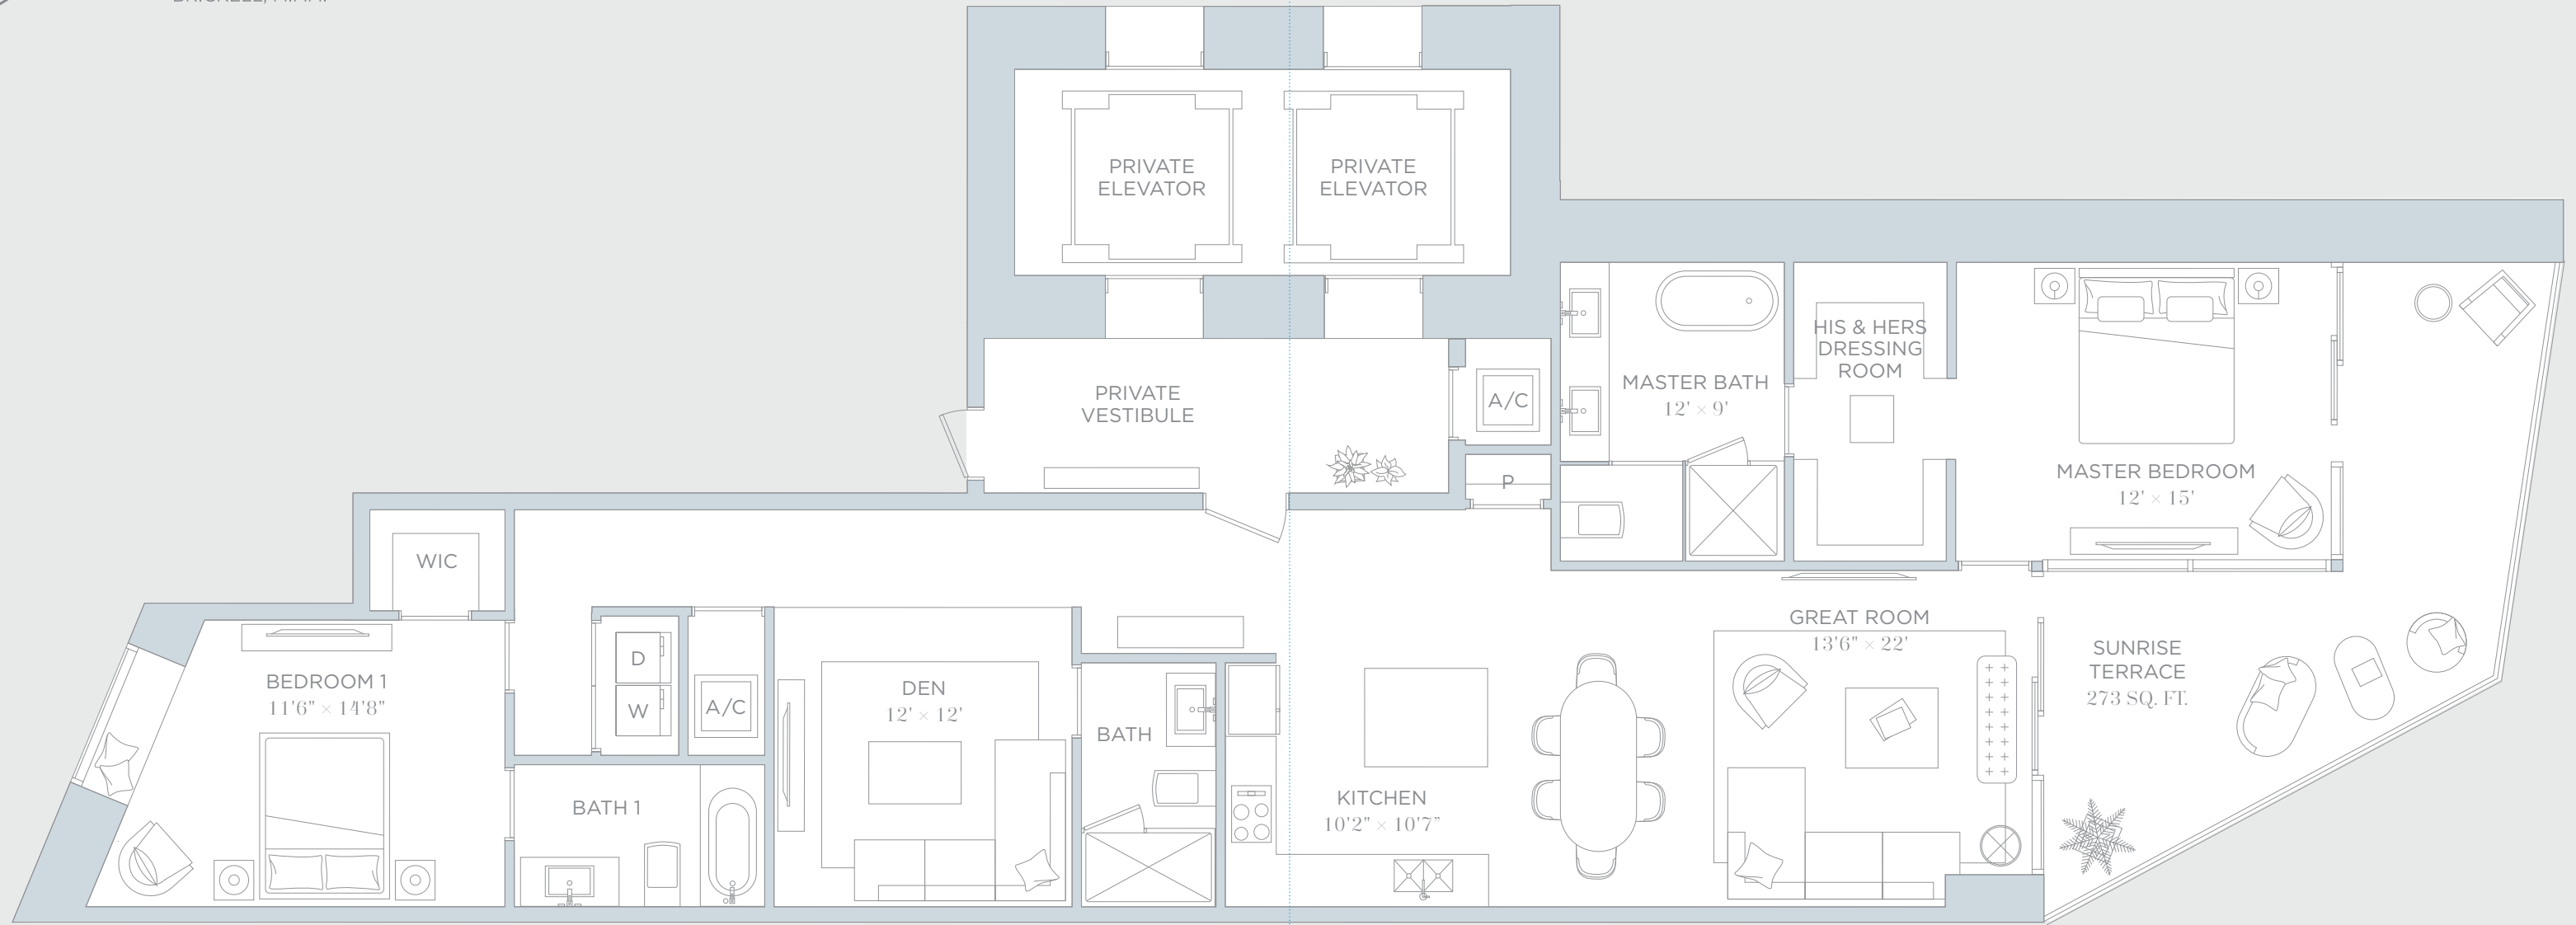 PRIVATE
ELEVATOR
PRIVATE
ELEVATOR
HIS & HERS
DRESSING
ROOM
MASTER BATH
12' × 9'
PRIVATE
VESTIBULE
A/C
P
MASTER BEDROOM
12' × 15'
WIC
GREAT ROOM
13'6" × 22'
SUNRISE
TERRACE
273 SQ. FT.
BEDROOM 1
11'6" × 14'8"
D
W
A/C
DEN
12' × 12'
BATH
BATH 1
KITCHEN
10'2" × 10'7”